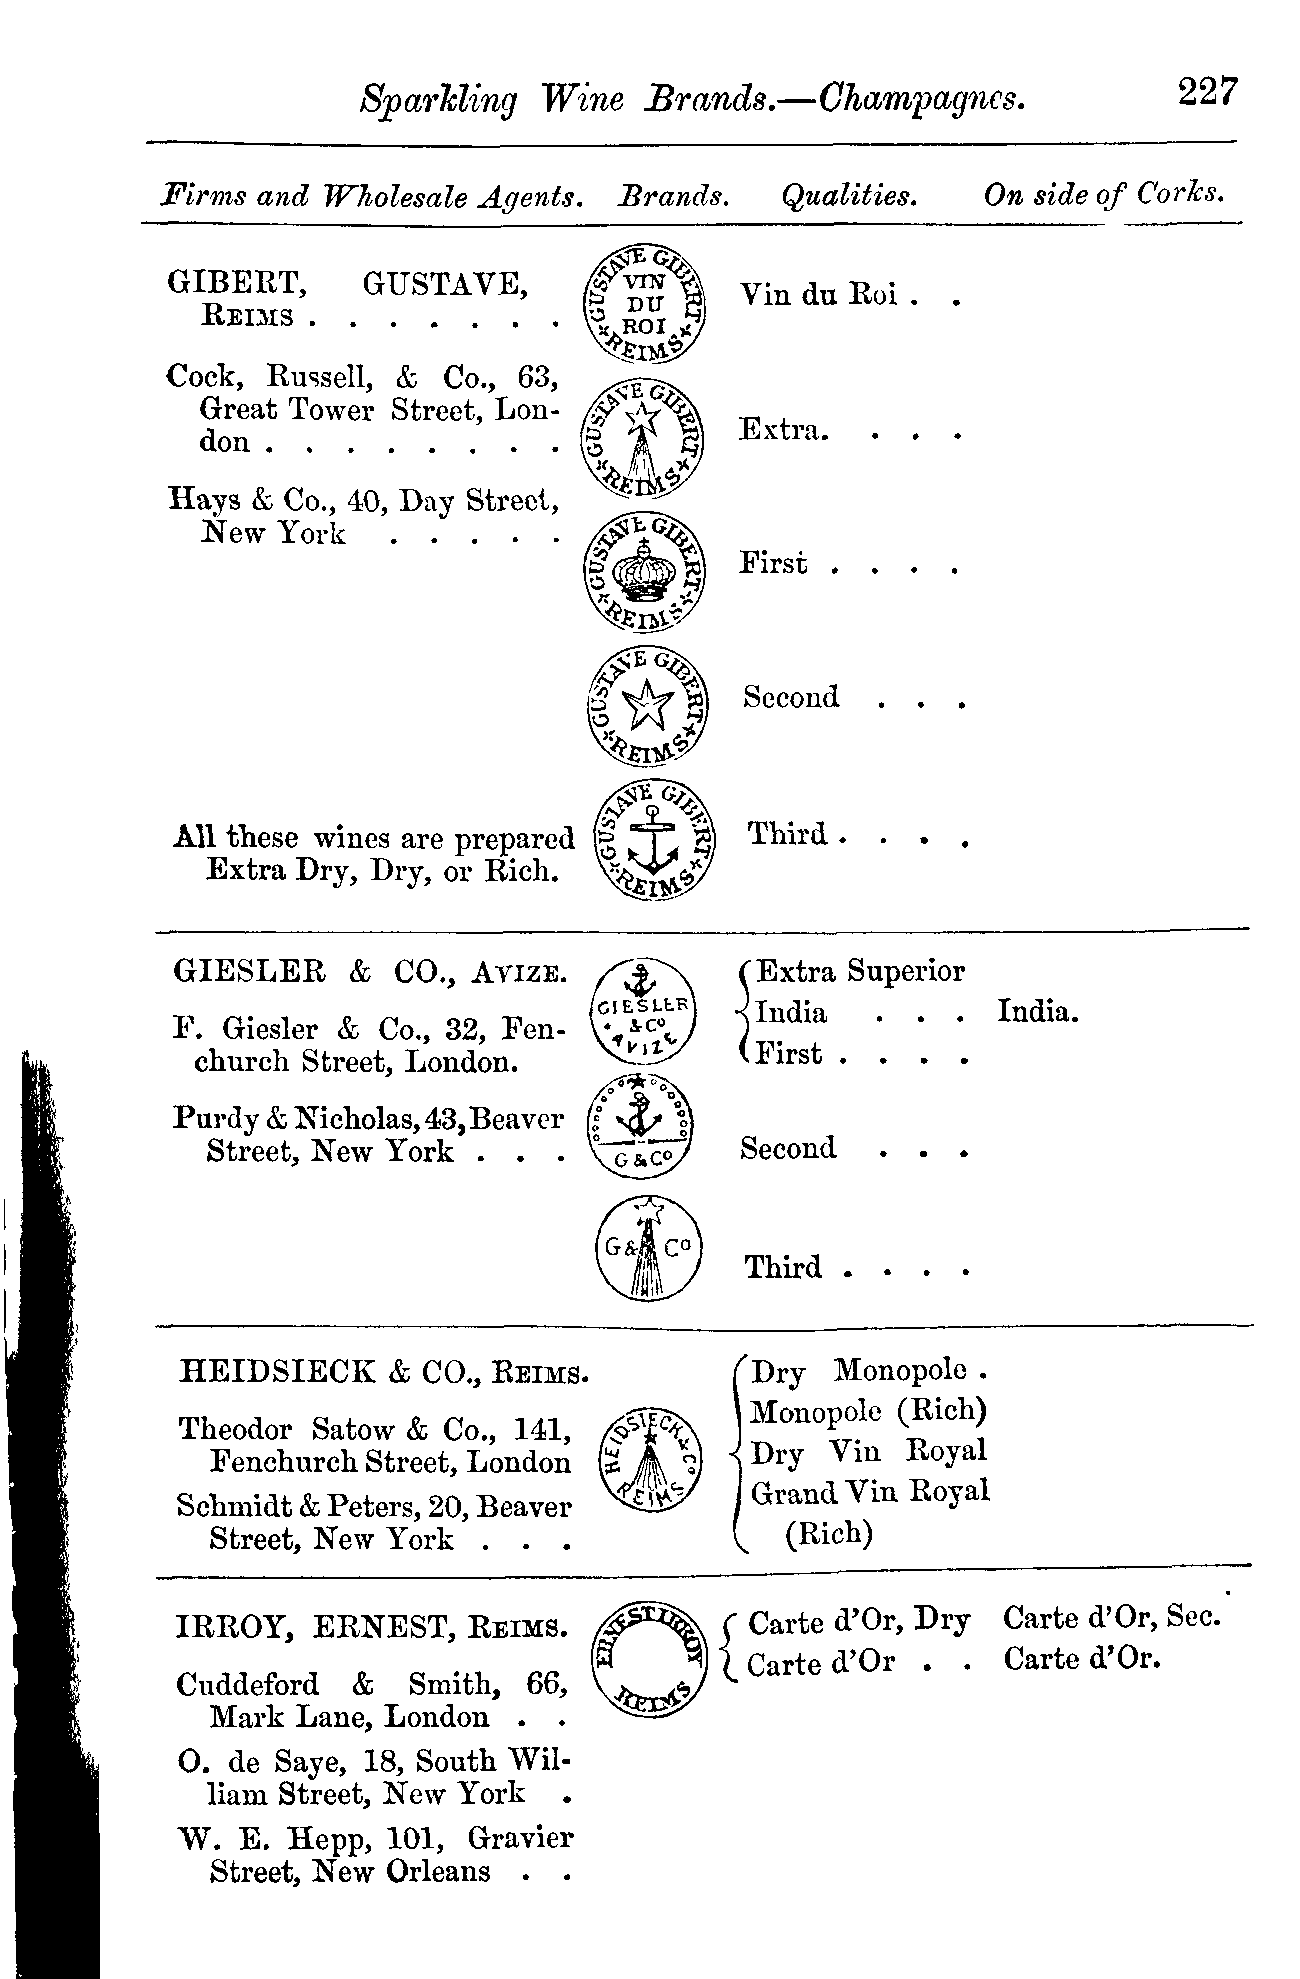 Sparkling Wine Brands.—Champagnes. 227
Firms and Wholesale Agents. Brands. Qualities. On side of Corks.
GIBERT, GUSTAVE,
REIMS . . . . . . .
GUSTAVE GIBERT
VIN
DU
ROI
REIMS
Vin du Roi . .
Cock, Russell, & Co., 63,
Great Tower Street, Lon-
don . . . . . . . .
GUSTAVE GIBERT
REIMS
Extra. . . .
Hays & Co., 40, Day Street,
New York . . . . .
GUSTAVE GIBERT
REIMS
First . . . .
GUSTAVE GIBERT
REIMS
Second . . .
All these wines are prepared
Extra Dry, Dry, or Rich.
GUSTAVE GIBERT
REIMS
Third . . . .
GIESLER & CO., AVIZE.
F. Giesler & Co., 32, Fen-
church Street, London.
GIESLER
& Co
AVIZE
Extra Superior
India . . . India.
First . . . .
Purdy & Nicholas, 43, Beaver
Street, New York . . .
G & Co
Second . . .
G & Co
Third . . . .
HEIDSIECK & CO., REIMS.
Theodor Satow & Co., 141,
Fenchurch Street, London
Schmidt & Peters, 20, Beaver
Street, New York . . .
HEIDSIECK & Co
REIMS
Dry Monopole .
Monopole (Rich)
Dry Vin Royal
Grand Vin Royal
(Rich)
IRROY, ERNEST, REIMS.
ERNEST IRROY
REIMS
Carte d'Or, Dry Carte d'Or, Sec.
Carte d'Or . . Carte d'Or.
Cuddeford & Smith, 66,
Mark Lane, London . .
O. de Saye, 18, South Wil-
liam Street, New York .
W. E. Hepp, 101, Gravier
Street, New Orleans . .